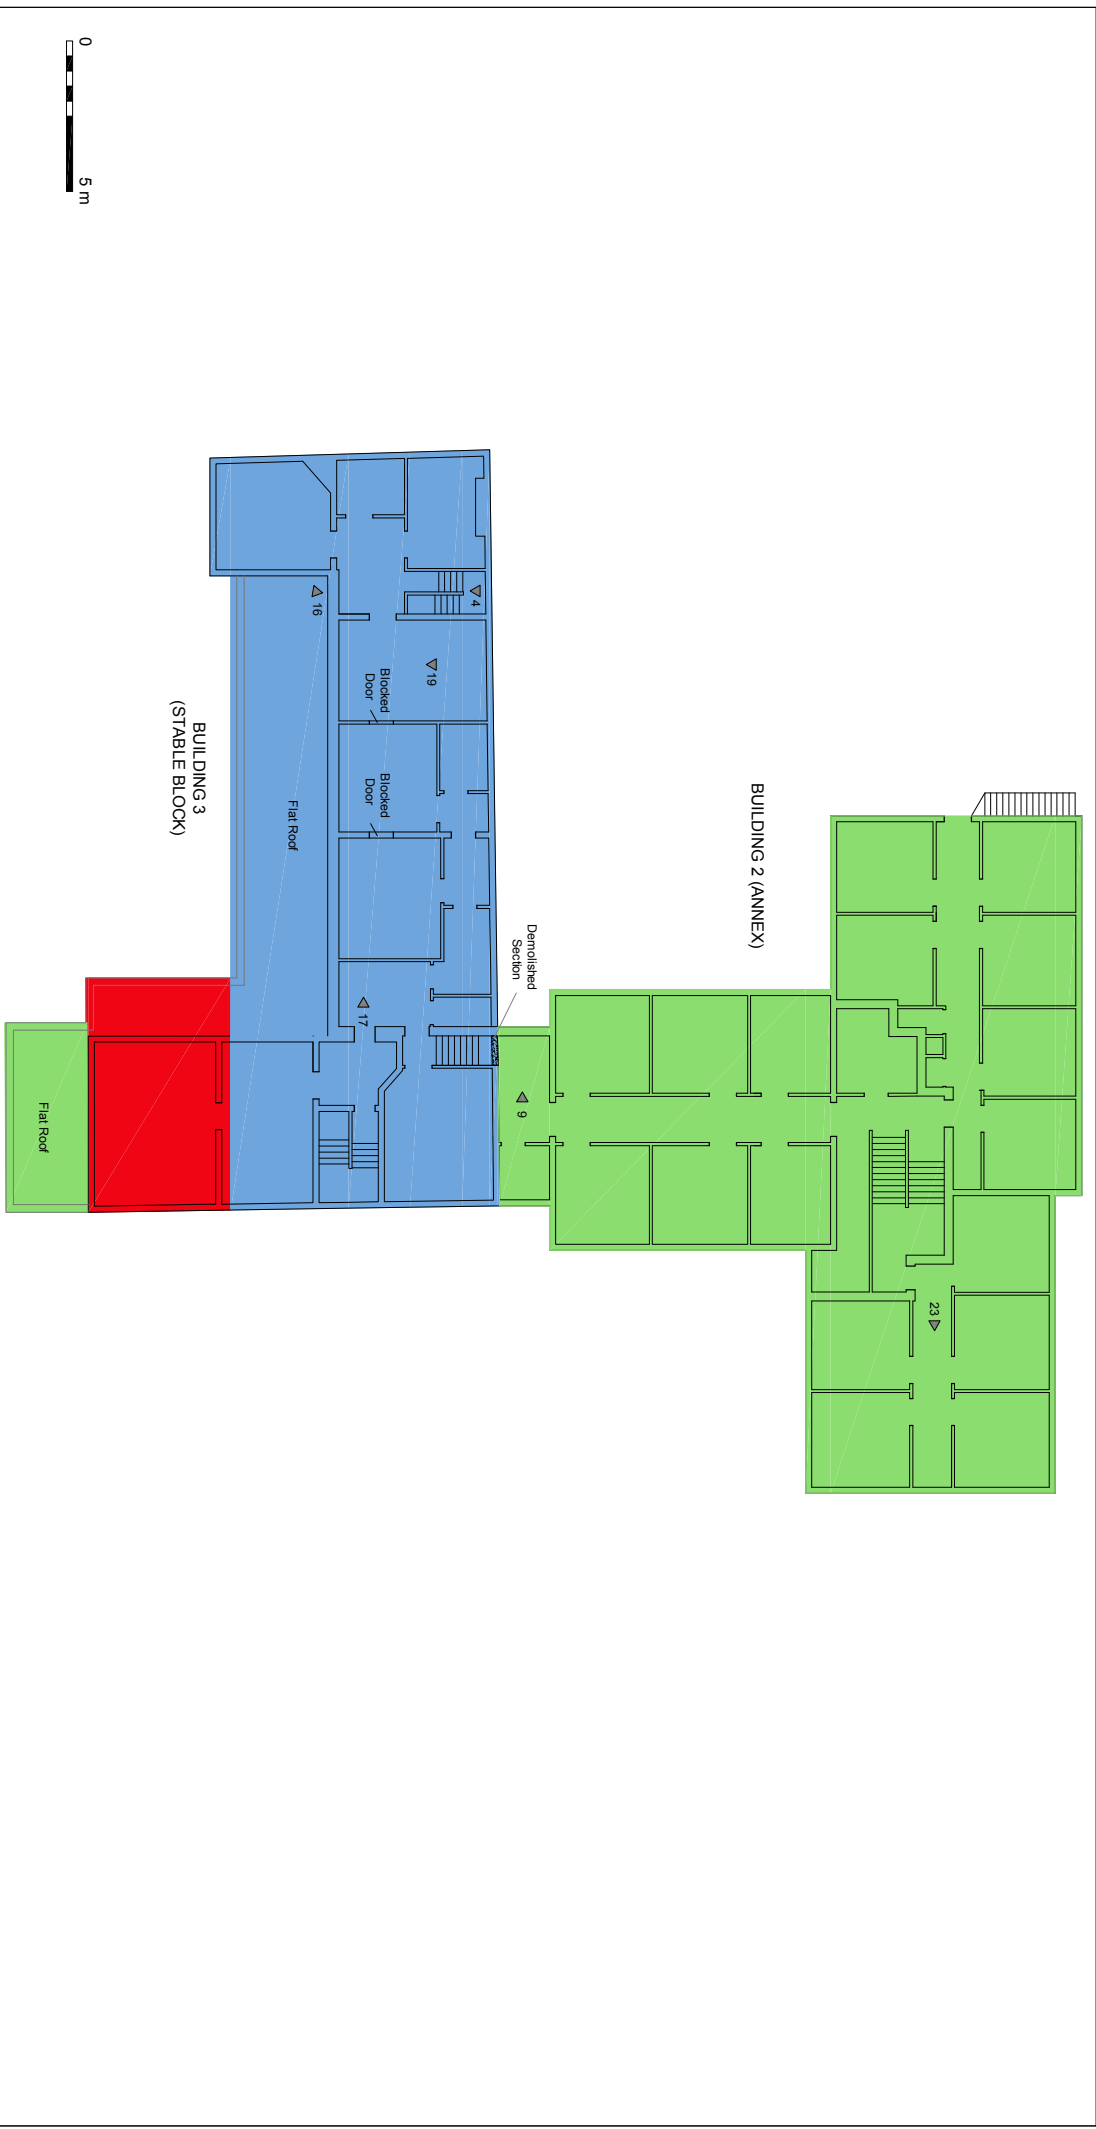 0
5 m
BUILDING 2 (ANNEX)
23
Demolished
Section
9
4
19
Blocked
Door
Blocked
Door
16
17
Flat Roof
BUILDING 3
(STABLE BLOCK)
Flat Roof